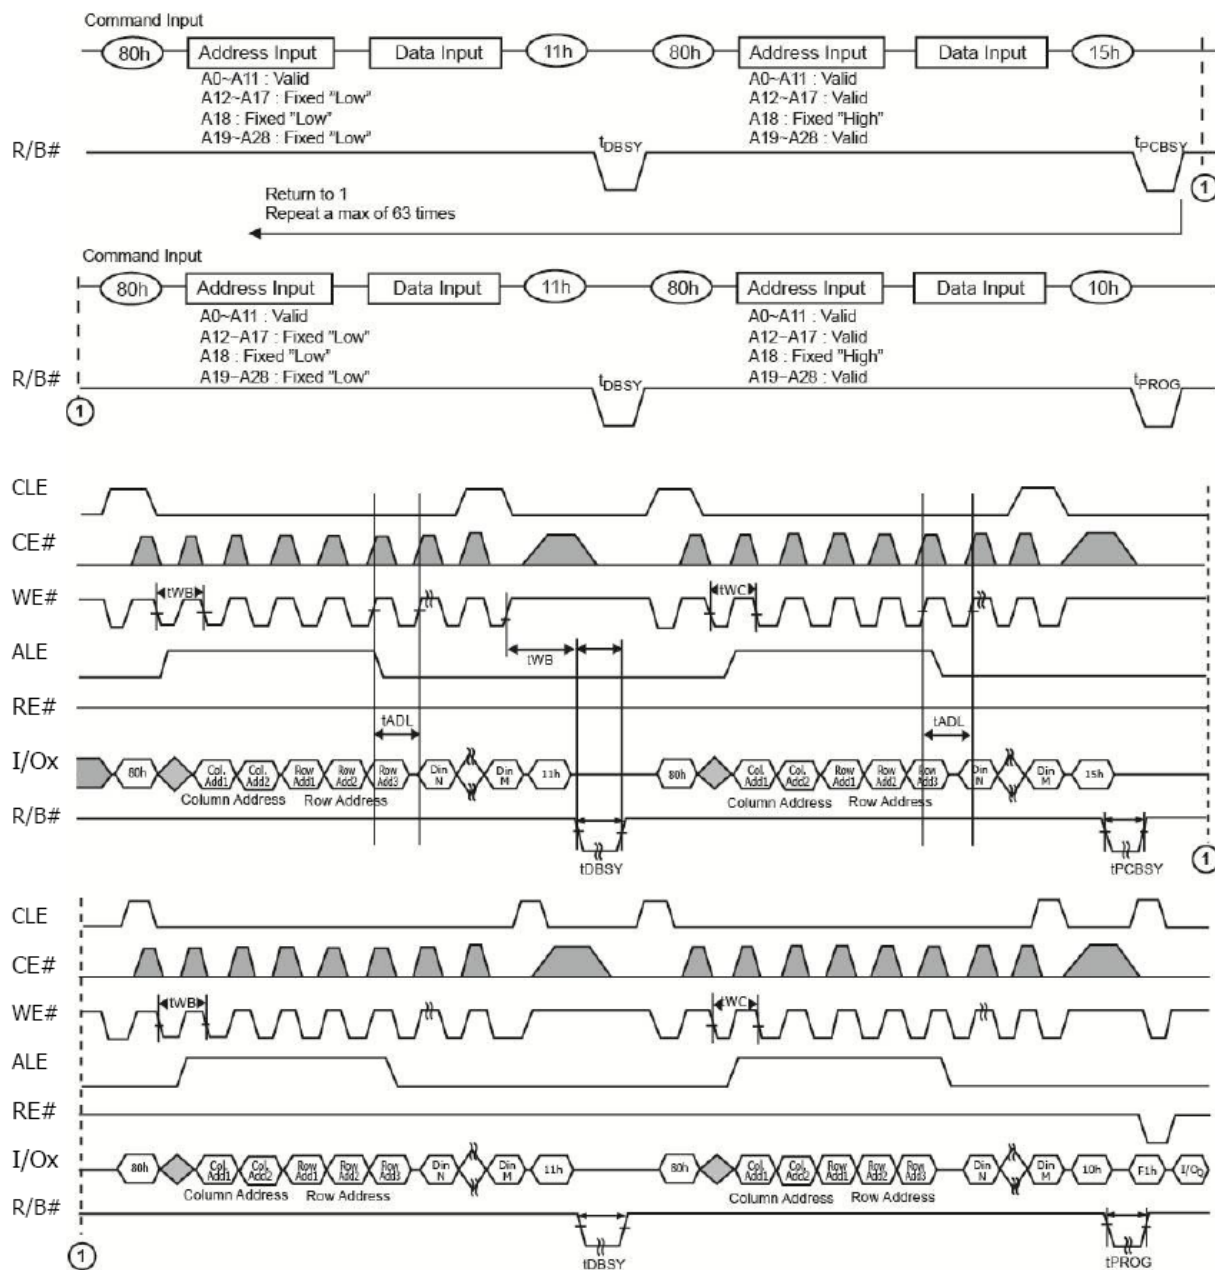 Command Input
80h Address Input Data Input 11h 80h Address Input Data Input 15h
A0~A11 : Valid A0~A11 : Valid
A12~A17 : Fixed "Low" A12~A17 : Valid
A18 : Fixed "Low" A18 : Fixed "High"
A19~A28 : Fixed "Low" A19~A28 : Valid
R/B# tDBSY tPCBSY
1
Return to 1
Repeat a max of 63 times
Command Input
80h Address Input Data Input 11h 80h Address Input Data Input 10h
A0~A11 : Valid A0~A11 : Valid
A12~A17 : Fixed "Low" A12~A17 : Valid
A18 : Fixed "Low" A18 : Fixed "High"
A19~A28 : Fixed "Low" A19~A28 : Valid
R/B# tDBSY tPROG
1
CLE
CE#
WE# tWB tWC
ALE tWB
RE#
tADL tADL
I/Ox 80h Col. Add1 Col. Add2 Row Add1 Row Add2 Row Add3 Din N Din M 11h 80h Col. Add1 Col. Add2 Row Add1 Row Add2 Row Add3 Din N Din M 15h
Column Address Row Address Column Address Row Address
R/B#
tDBSY tPCBSY
1
CLE
CE#
WE# tWB tWC
ALE
RE#
I/Ox 80h Col. Add1 Col. Add2 Row Add1 Row Add2 Row Add3 Din N Din M 11h 80h Col. Add1 Col. Add2 Row Add1 Row Add2 Row Add3 Din N Din M 10h F1h I/O0
Column Address Row Address Column Address Row Address
R/B#
1 tDBSY tPROG